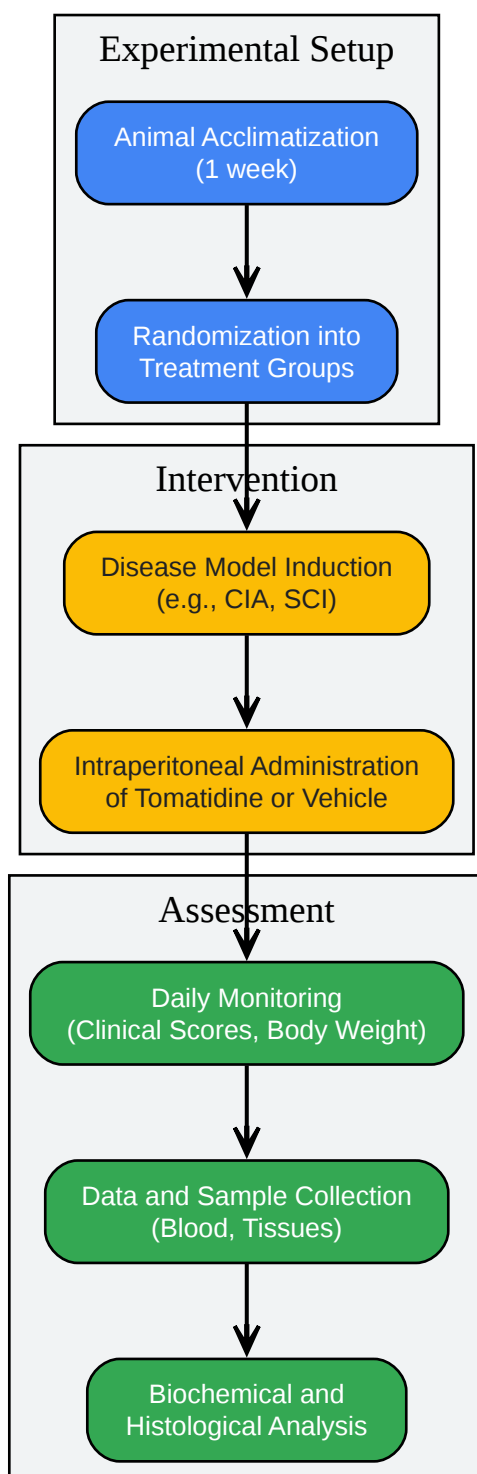 Experimental Setup
Animal Acclimatization
(1 week)
Randomization into
Treatment Groups
Intervention
Disease Model Induction
(e.g., CIA, SCI)
Intraperitoneal Administration
of Tomatidine or Vehicle
Assessment
Daily Monitoring
(Clinical Scores, Body Weight)
Data and Sample Collection
(Blood, Tissues)
Biochemical and
Histological Analysis